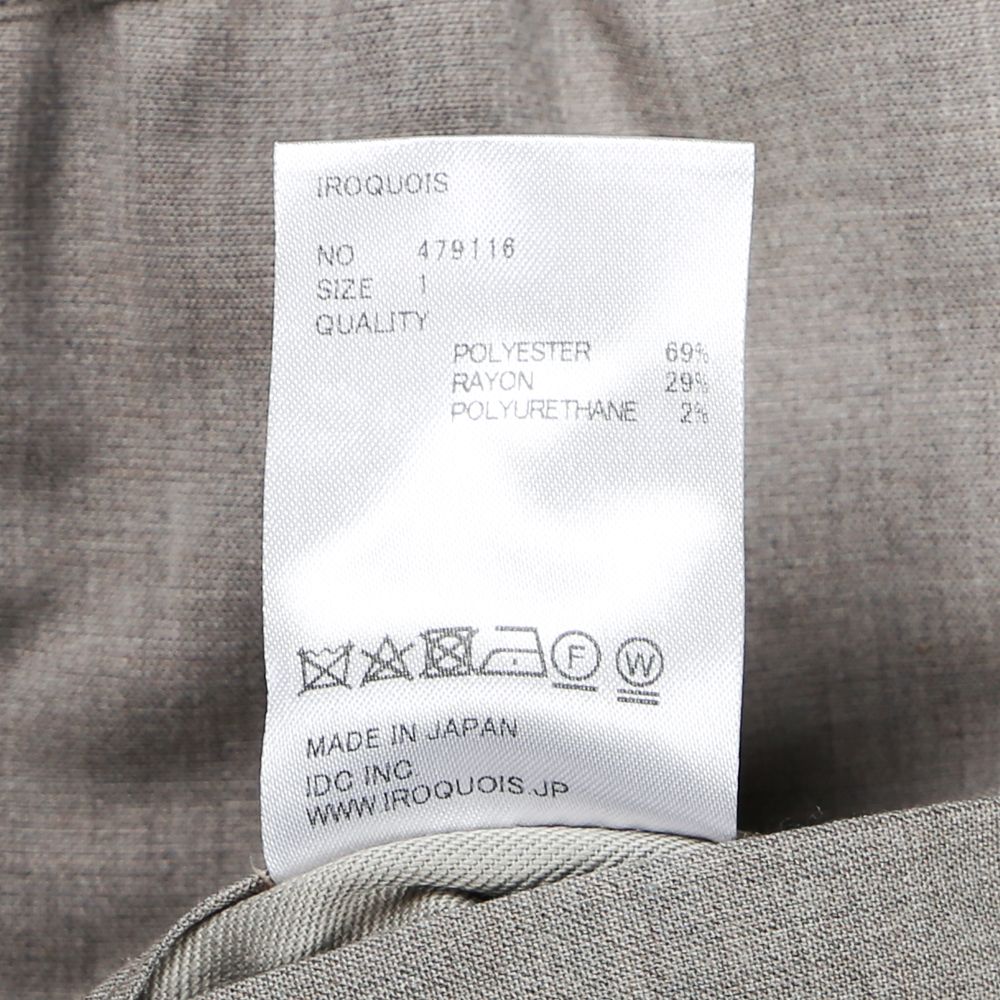 IROQUOIS
NO 479116
SIZE 1
QUALITY
POLYESTER 69%
RAYON 29%
POLYURETHANE 2%
F W
MADE IN JAPAN
IDC INC
WWW.IROQUOIS.JP